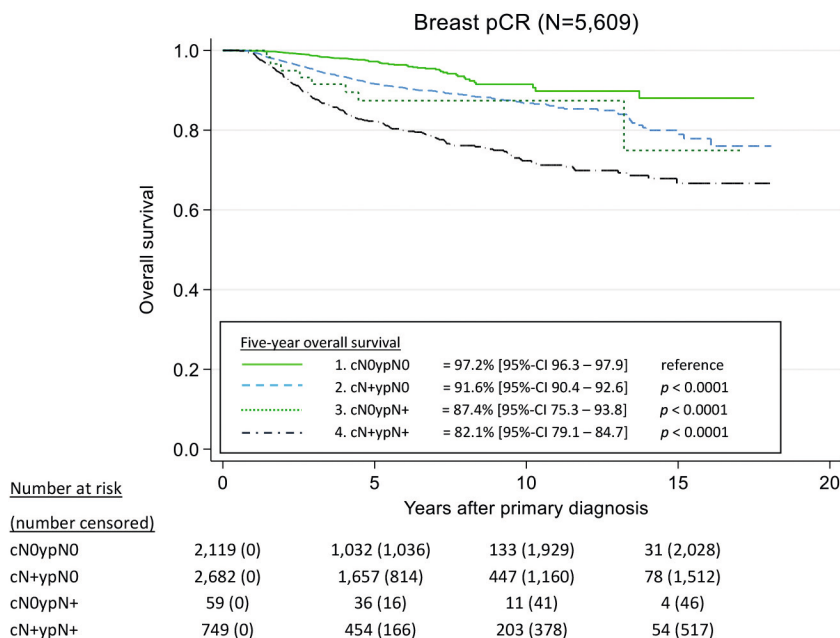 Breast pCR (N=5,609)
1.0
0.8
0.6
0.4
0.2
0.0
Overall survival
Five-year overall survival
1. cN0ypN0 = 97.2% [95%-CI 96.3 – 97.9] reference
2. cN+ypN0 = 91.6% [95%-CI 90.4 – 92.6] p < 0.0001
3. cN0ypN+ = 87.4% [95%-CI 75.3 – 93.8] p < 0.0001
4. cN+ypN+ = 82.1% [95%-CI 79.1 – 84.7] p < 0.0001
0 5 10 15 20
Years after primary diagnosis
Number at risk
(number censored)
cN0ypN0 2,119 (0) 1,032 (1,036) 133 (1,929) 31 (2,028)
cN+ypN0 2,682 (0) 1,657 (814) 447 (1,160) 78 (1,512)
cN0ypN+ 59 (0) 36 (16) 11 (41) 4 (46)
cN+ypN+ 749 (0) 454 (166) 203 (378) 54 (517)